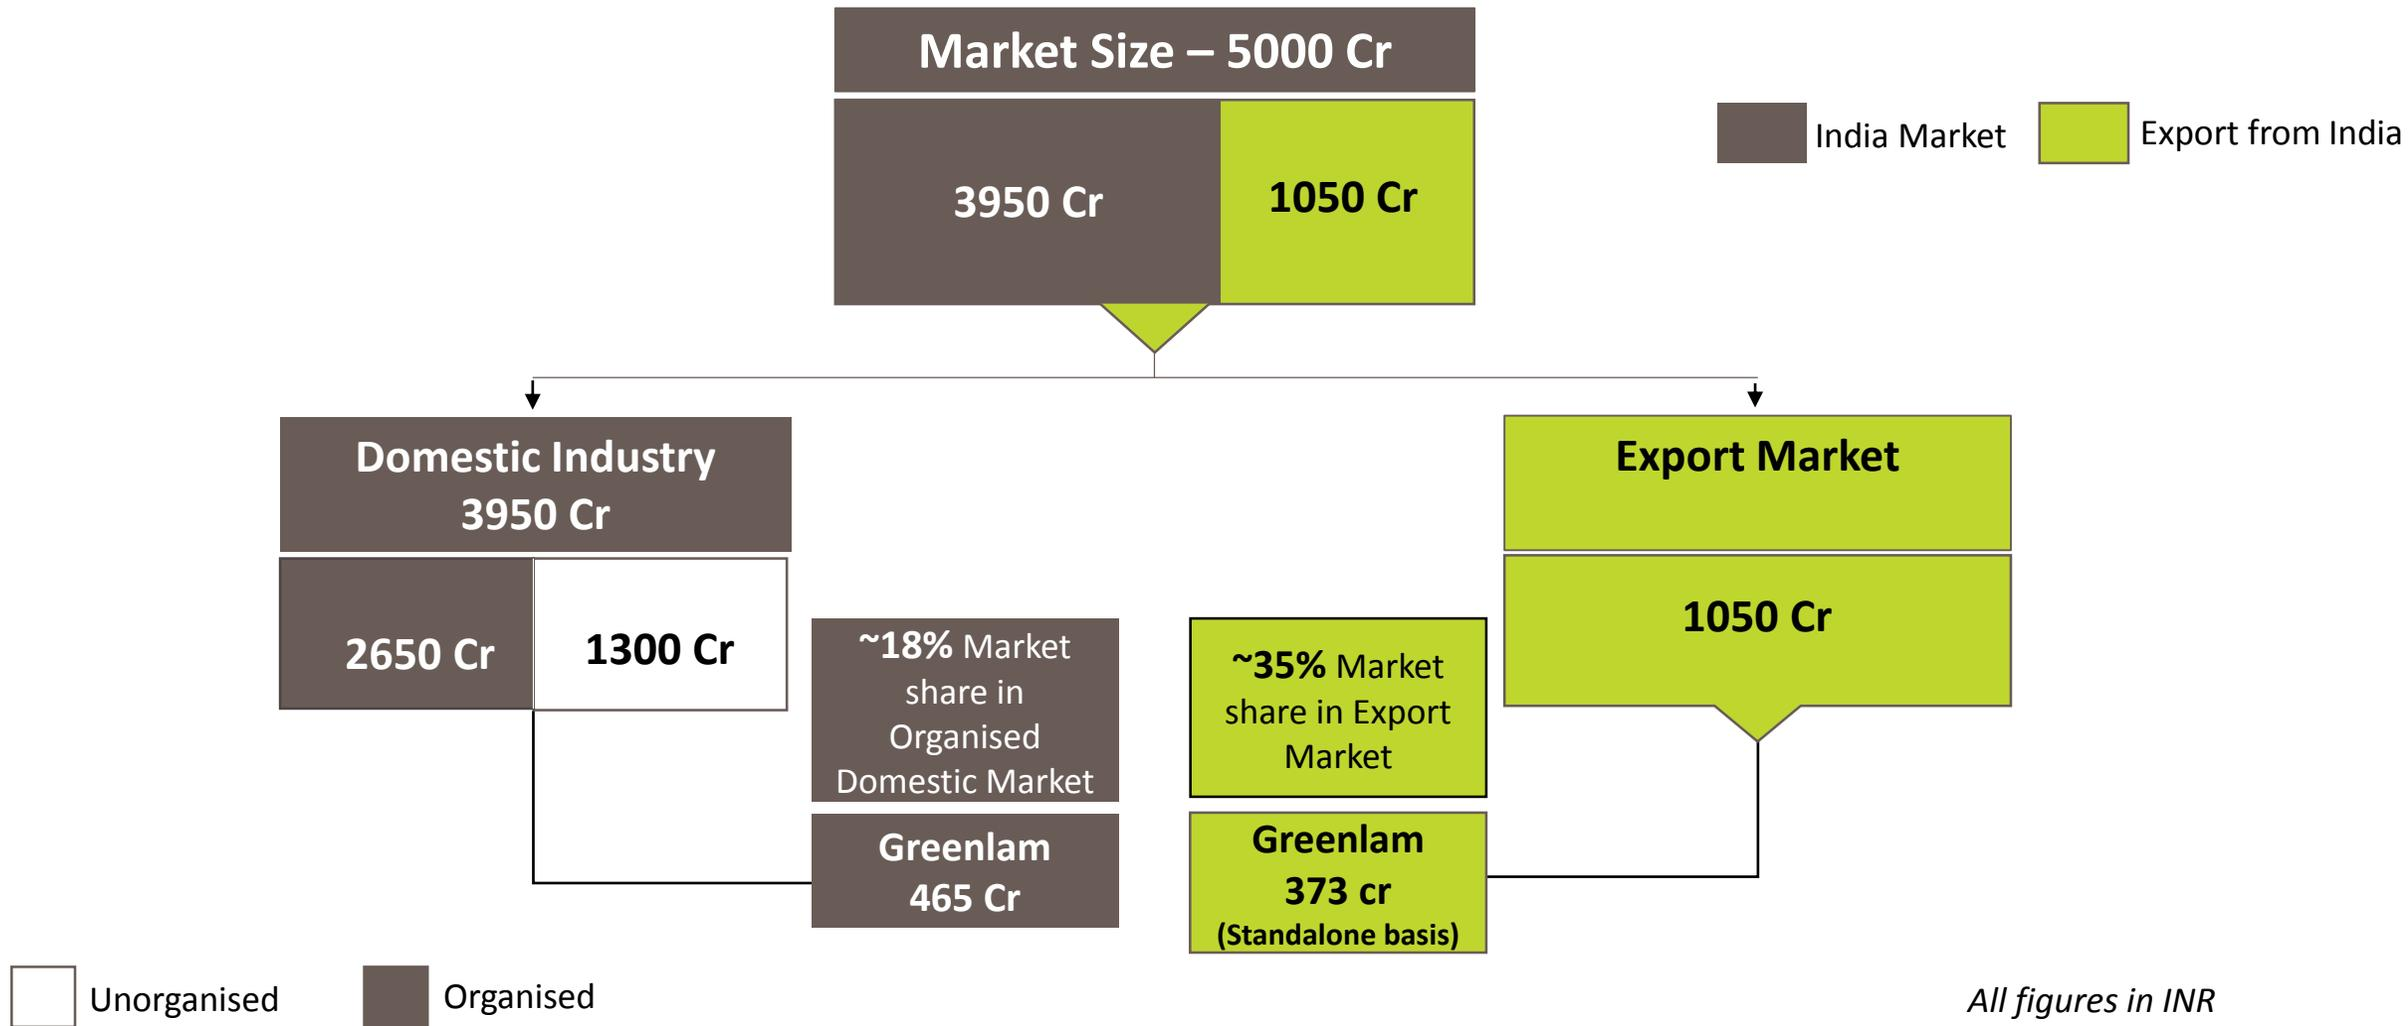 Market Size – 5000 Cr
3950 Cr
1050 Cr
India Market
Export from India
Domestic Industry
3950 Cr
Export Market
2650 Cr
1300 Cr
~18% Market
share in
Organised
Domestic Market
~35% Market
share in Export
Market
1050 Cr
Greenlam
465 Cr
Greenlam
373 cr
(Standalone basis)
Unorganised
Organised
All figures in INR